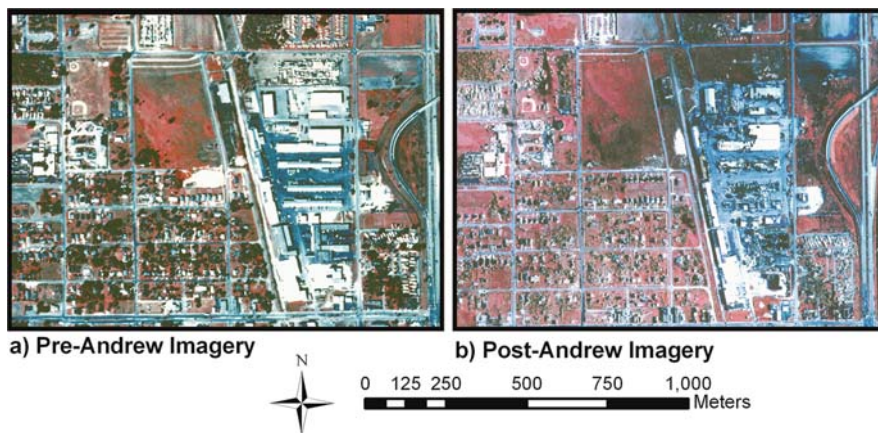 a) Pre-Andrew Imagery
b) Post-Andrew Imagery
N
0 125 250 500 750 1,000
Meters